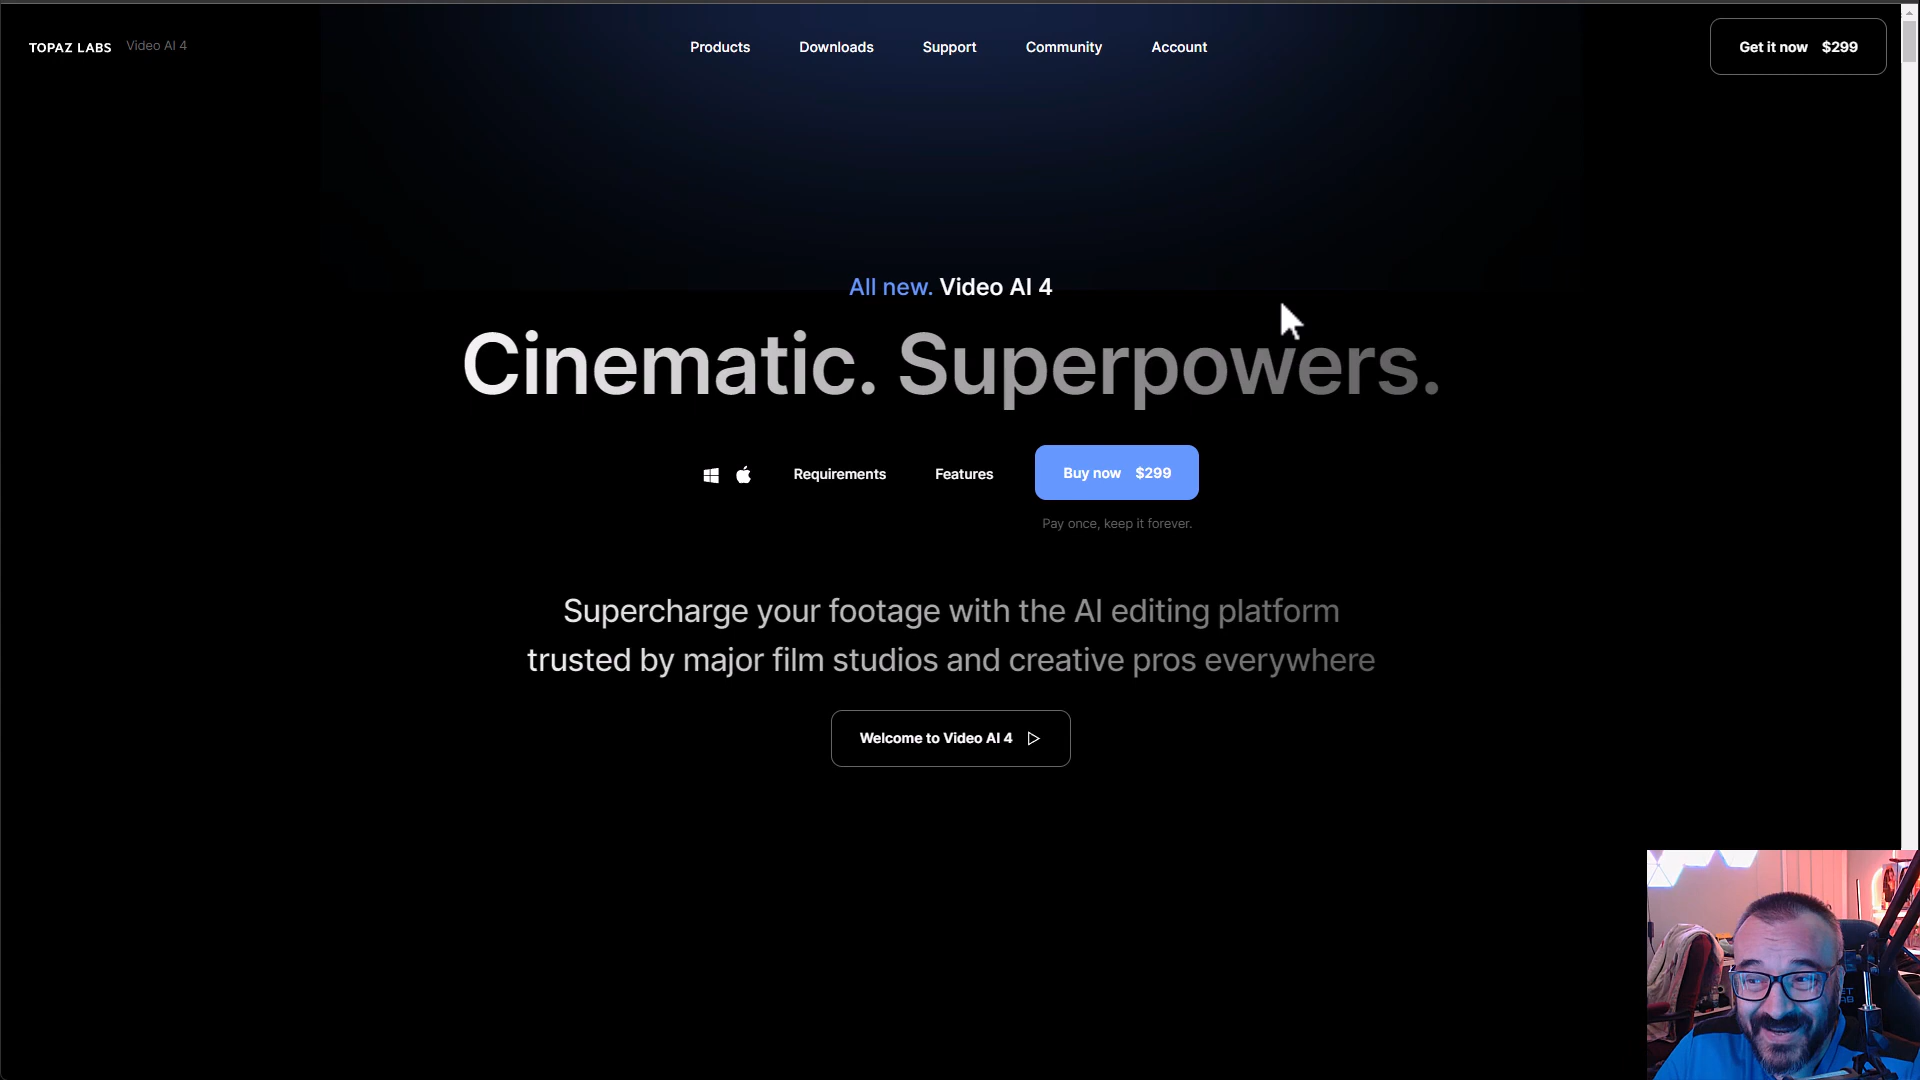 TOPAZ LABS Video AI 4
Products Downloads Support Community Account
Get it now $299
All new. Video AI 4
Cinematic. Superpowers.
Requirements Features Buy now $299
Pay once, keep it forever.
Supercharge your footage with the AI editing platform
trusted by major film studios and creative pros everywhere
Welcome to Video AI 4